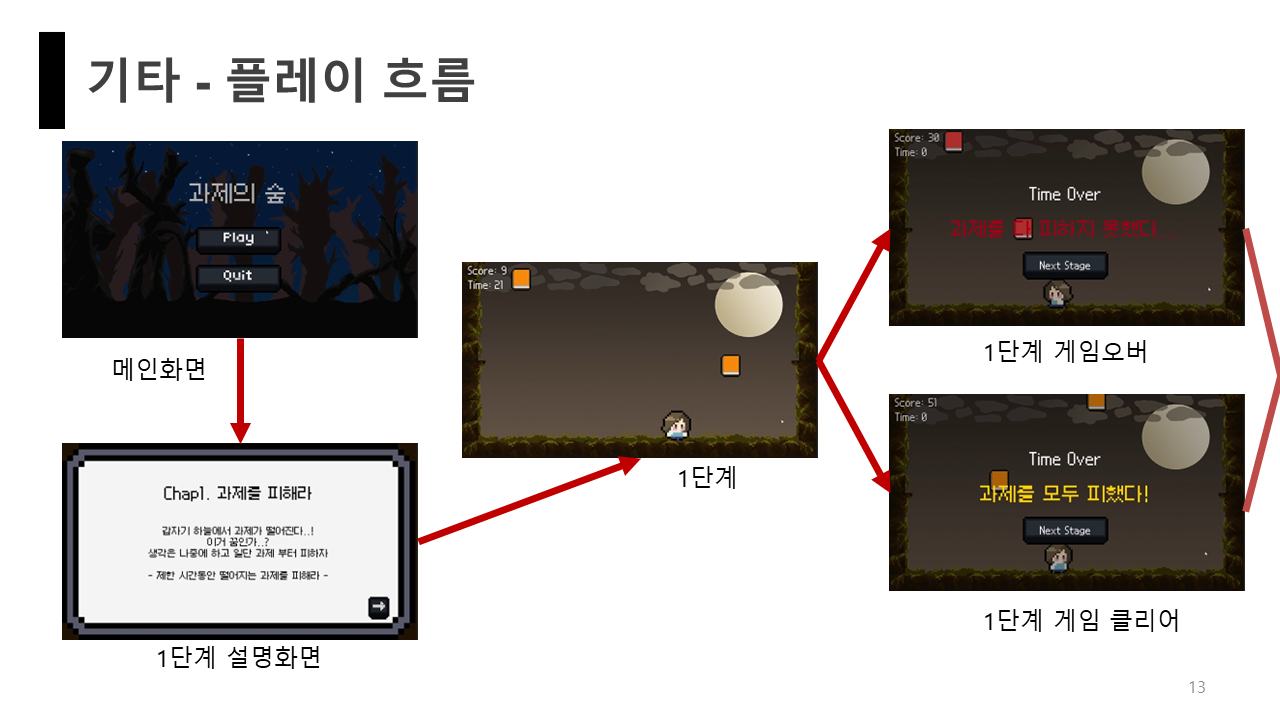 기타 - 플레이 흐름
과제의 숲
Play
Quit
메인화면
Chap1. 과제를 피해라
갑자기 하늘에서 과제가 떨어진다..!
이거 꿈인가..?
생각은 나중에 하고 일단 과제 부터 피하자
- 제한 시간동안 떨어지는 과제를 피해라 -
1단계 설명화면
Score: 9
Time: 21
1단계
Score: 30
Time: 0
Time Over
과제를 피하지 못했다...
Next Stage
1단계 게임오버
Score: 51
Time: 0
Time Over
과제를 모두 피했다!
Next Stage
1단계 게임 클리어
13